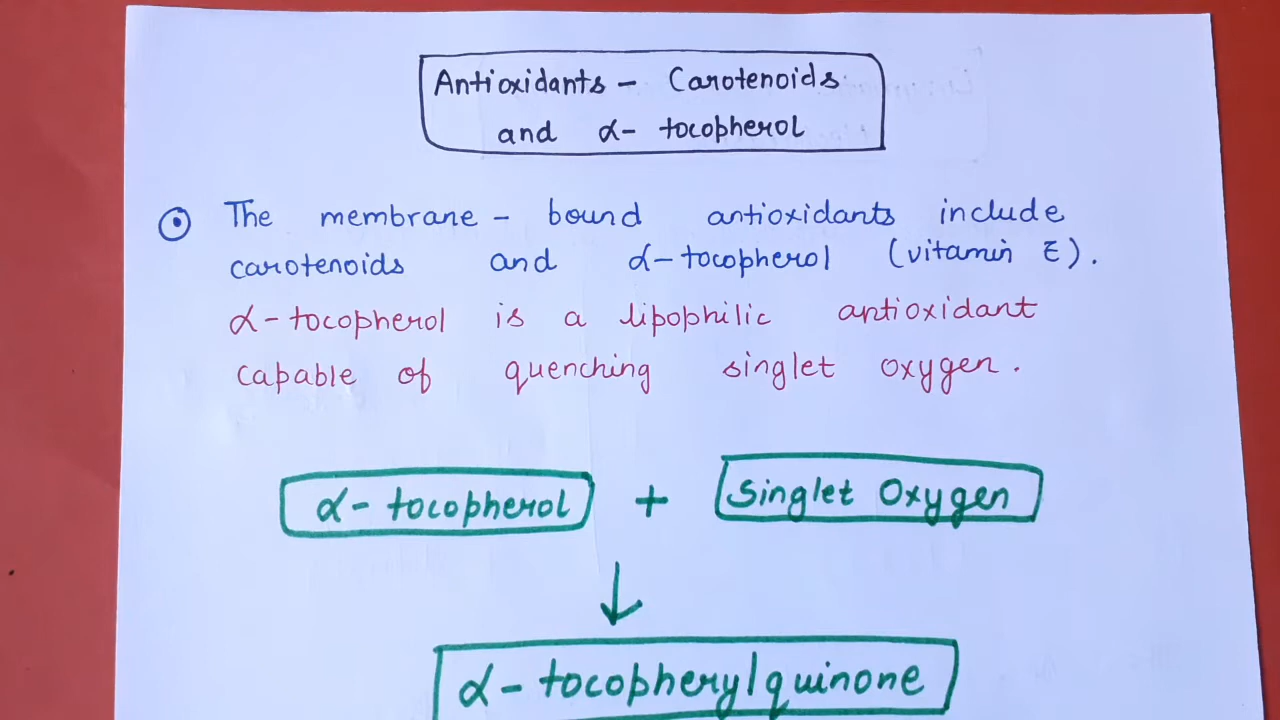 Antioxidants - Carotenoids
and α- tocopherol
The membrane - bound antioxidants include
carotenoids and α-tocopherol (vitamin E).
α-tocopherol is a lipophilic antioxidant
capable of quenching singlet oxygen.
α- tocopherol + Singlet Oxygen
↓
α-tocopherylquinone